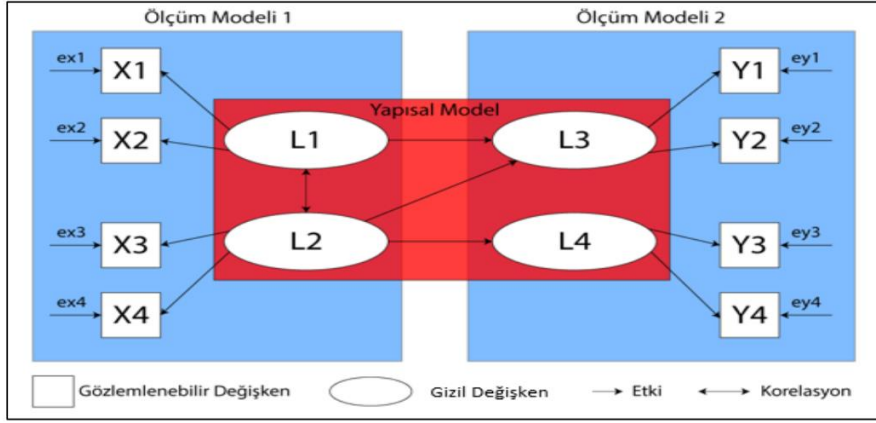 Ölçüm Modeli 1
Ölçüm Modeli 2
ex1
X1
Y1
ey1
Yapısal Model
ex2
X2
L1
L3
Y2
ey2
ex3
X3
L2
L4
Y3
ey3
ex4
X4
Y4
ey4
Gözlemlenebilir Değişken
Gizil Değişken
Etki
Korelasyon